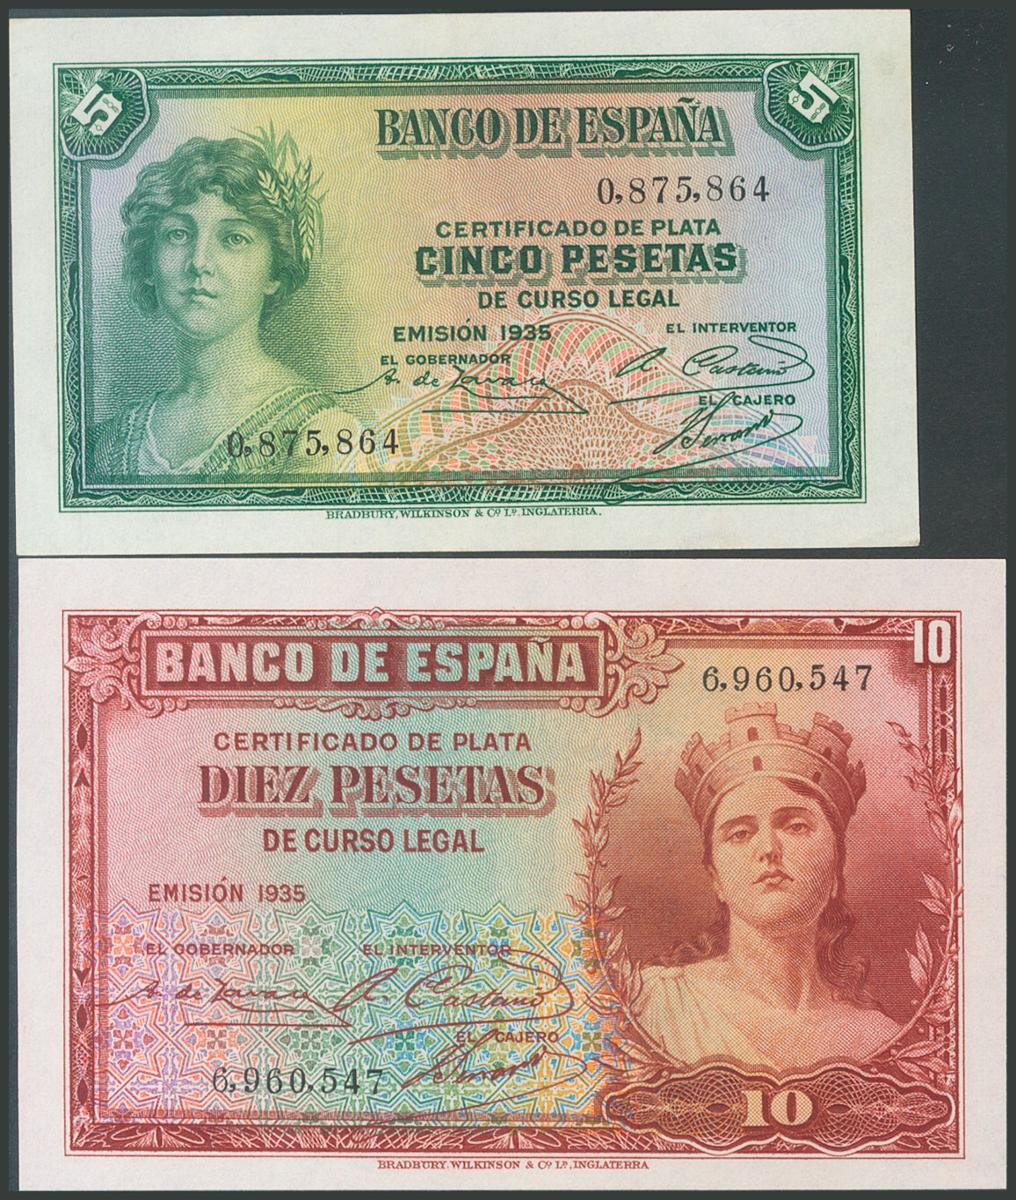 5 5
BANCO DE ESPAÑA
0,875,864
CERTIFICADO DE PLATA
CINCO PESETAS
DE CURSO LEGAL
EMISIÓN 1935
EL INTERVENTOR
EL GOBERNADOR
EL CAJERO
0,875,864
BRADBURY, WILKINSON & Cº Lº. INGLATERRA.
BANCO DE ESPAÑA
10
6,960,547
CERTIFICADO DE PLATA
DIEZ PESETAS
DE CURSO LEGAL
EMISIÓN 1935
EL GOBERNADOR EL INTERVENTOR
EL CAJERO
6,960,547
10
BRADBURY, WILKINSON & Cº Lº, INGLATERRA